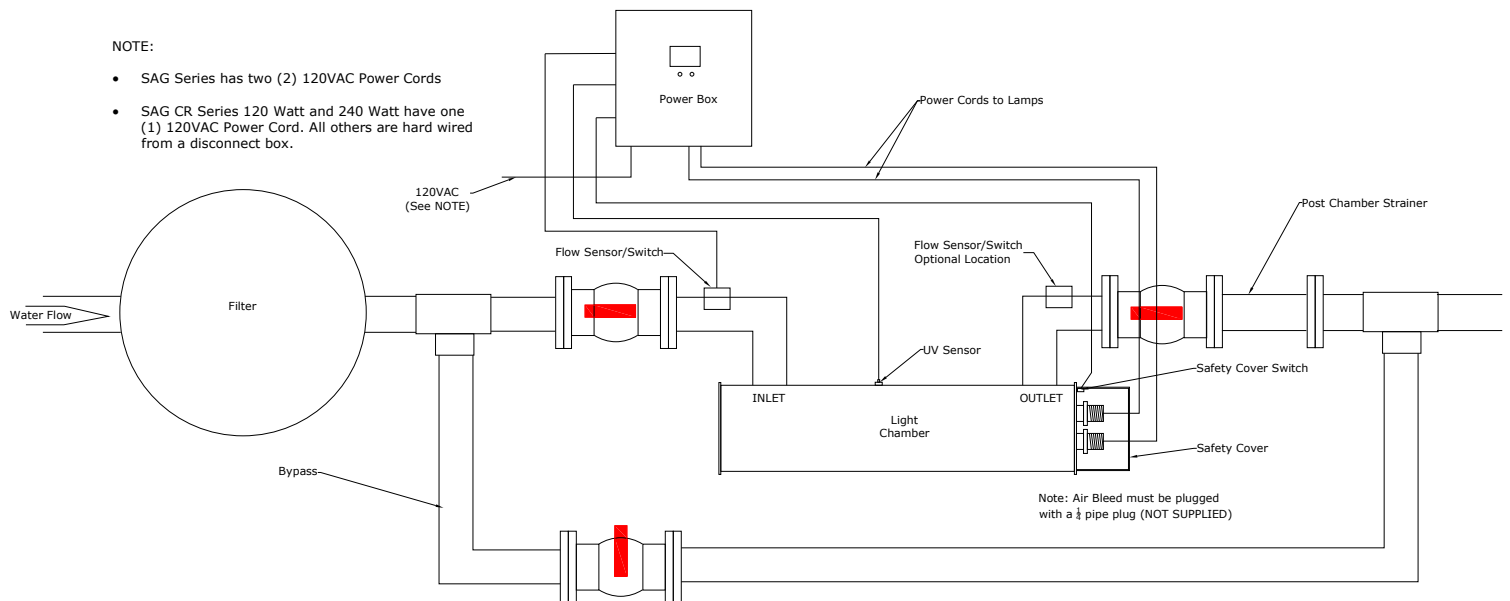 NOTE:
• SAG Series has two (2) 120VAC Power Cords
• SAG CR Series 120 Watt and 240 Watt have one
(1) 120VAC Power Cord. All others are hard wired
from a disconnect box.
Power Box
Power Cords to Lamps
120VAC
(See NOTE)
Post Chamber Strainer
Flow Sensor/Switch
Flow Sensor/Switch
Optional Location
Water Flow
Filter
UV Sensor
Safety Cover Switch
INLET
OUTLET
Light
Chamber
Safety Cover
Bypass
Note: Air Bleed must be plugged
with a pipe plug (NOT SUPPLIED)